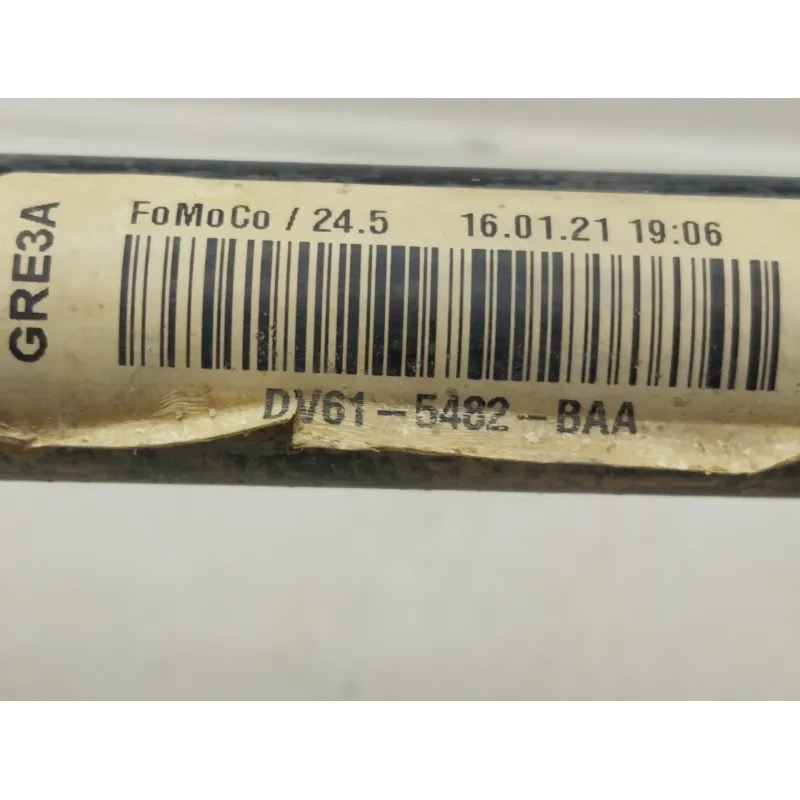 GRE3A
FoMoCo / 24.5 16.01.21 19:06
DV61-5482-BAA